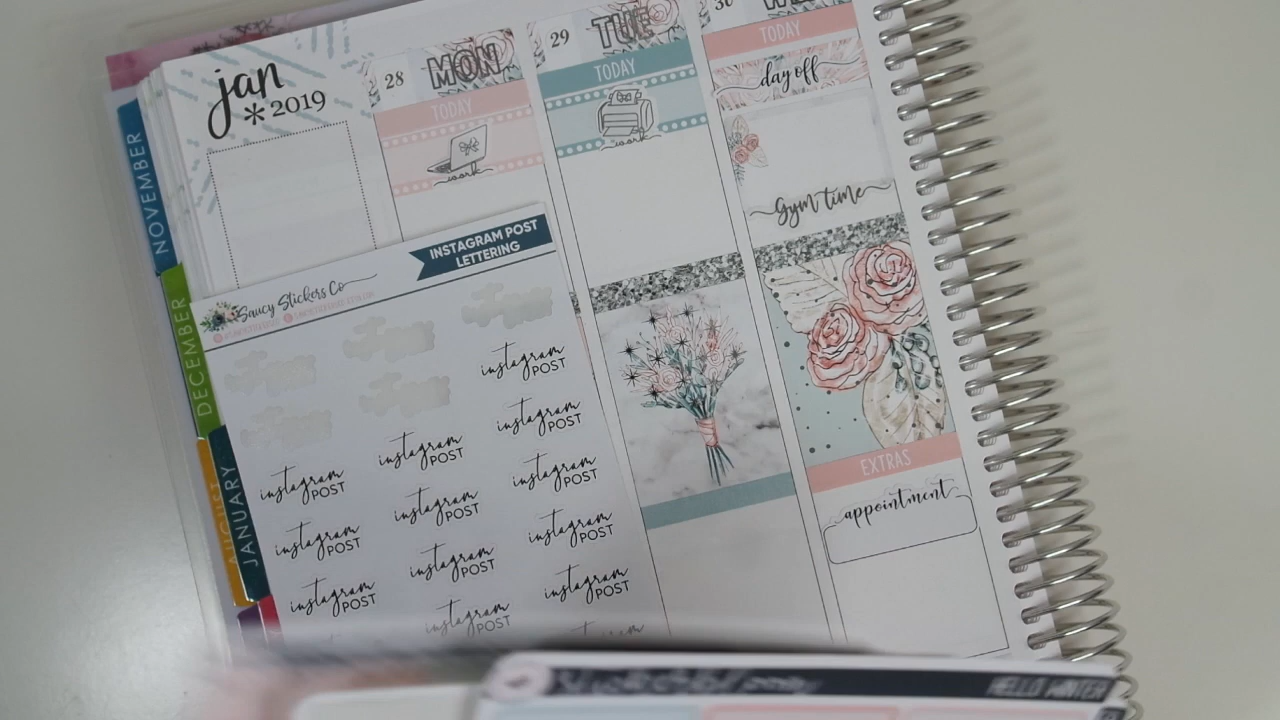 jan
* 2019
28
MON
TODAY
work
29
TUE
TODAY
work
30
TODAY
day off
Gym time
EXTRAS
appointment
NOVEMBER
DECEMBER
AUGUST
JANUARY
INSTAGRAM POST
LETTERING
Saucy Stickers Co
instagram
POST
instagram
POST
instagram
POST
instagram
POST
instagram
POST
instagram
POST
instagram
POST
instagram
POST
instagram
POST
instagram
POST
instagram
POST
instagram
POST
instagram
HELLO WINTER